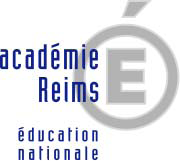 académie
Reims
É
éducation
nationale